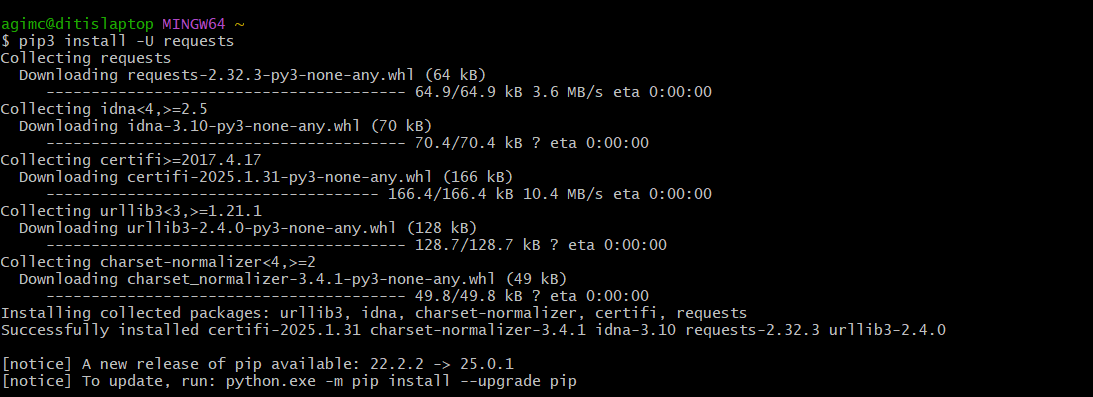 agimc@ditislaptop MINGW64 ~
$ pip3 install -U requests
Collecting requests
  Downloading requests-2.32.3-py3-none-any.whl (64 kB)
     ---------------------------------------- 64.9/64.9 kB 3.6 MB/s eta 0:00:00
Collecting idna<4,>=2.5
  Downloading idna-3.10-py3-none-any.whl (70 kB)
     ---------------------------------------- 70.4/70.4 kB ? eta 0:00:00
Collecting certifi>=2017.4.17
  Downloading certifi-2025.1.31-py3-none-any.whl (166 kB)
     ------------------------------------- 166.4/166.4 kB 10.4 MB/s eta 0:00:00
Collecting urllib3<3,>=1.21.1
  Downloading urllib3-2.4.0-py3-none-any.whl (128 kB)
     ---------------------------------------- 128.7/128.7 kB ? eta 0:00:00
Collecting charset-normalizer<4,>=2
  Downloading charset_normalizer-3.4.1-py3-none-any.whl (49 kB)
     ---------------------------------------- 49.8/49.8 kB ? eta 0:00:00
Installing collected packages: urllib3, idna, charset-normalizer, certifi, requests
Successfully installed certifi-2025.1.31 charset-normalizer-3.4.1 idna-3.10 requests-2.32.3 urllib3-2.4.0
[notice] A new release of pip available: 22.2.2 -> 25.0.1
[notice] To update, run: python.exe -m pip install --upgrade pip